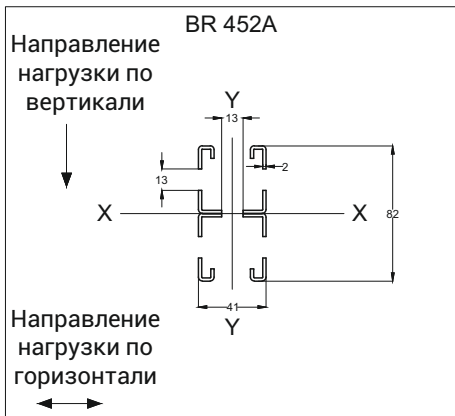 BR 452A
Направление
нагрузки по
вертикали
Y
13
2
13
X
X
82
41
Y
Направление
нагрузки по
горизонтали